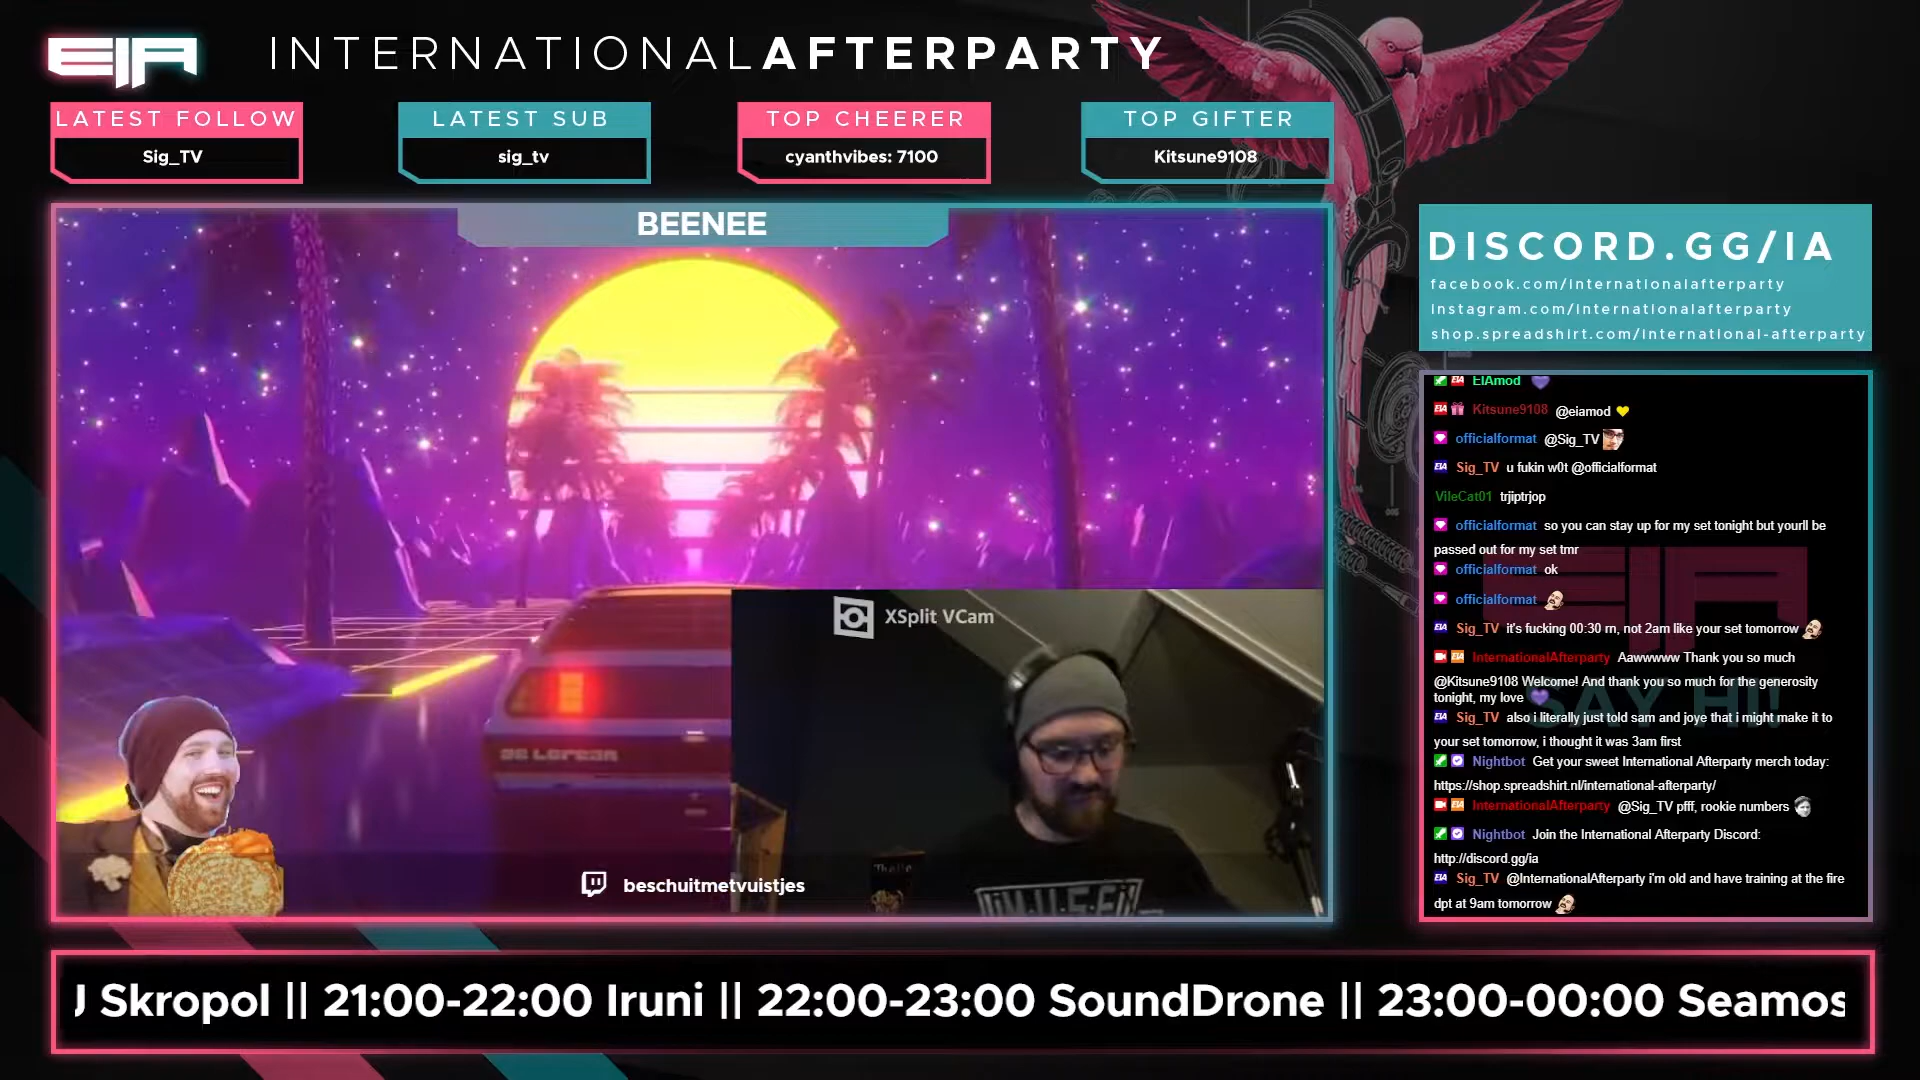 EIA
INTERNATIONALAFTERPARTY
LATEST FOLLOW
Sig_TV
LATEST SUB
sig_tv
TOP CHEERER
cyanthvibes: 7100
TOP GIFTER
Kitsune9108
BEENEE
DISCORD.GG/IA
facebook.com/internationalafterparty
instagram.com/internationalafterparty
shop.spreadshirt.com/international-afterparty
EIAmod
Kitsune9108 @eiamod
officialformat @Sig_TV
Sig_TV u fukin w0t @officialformat
VileCat01 trjiptrjop
officialformat so you can stay up for my set tonight but yourll be
passed out for my set tmr
officialformat ok
officialformat
Sig_TV it's fucking 00:30 rn, not 2am like your set tomorrow
InternationalAfterparty Aawwwww Thank you so much
@Kitsune9108 Welcome! And thank you so much for the generosity
tonight, my love
SAY HI!
Sig_TV also i literally just told sam and joye that i might make it to
your set tomorrow, i thought it was 3am first
Nightbot Get your sweet International Afterparty merch today:
https://shop.spreadshirt.nl/international-afterparty/
InternationalAfterparty @Sig_TV pfff, rookie numbers
Nightbot Join the International Afterparty Discord:
http://discord.gg/ia
Sig_TV @InternationalAfterparty i'm old and have training at the fire
dpt at 9am tomorrow
XSplit VCam
DE LOREAN
beschuitmetvuistjes
J Skropol || 21:00-22:00 Iruni || 22:00-23:00 SoundDrone || 23:00-00:00 Seamos